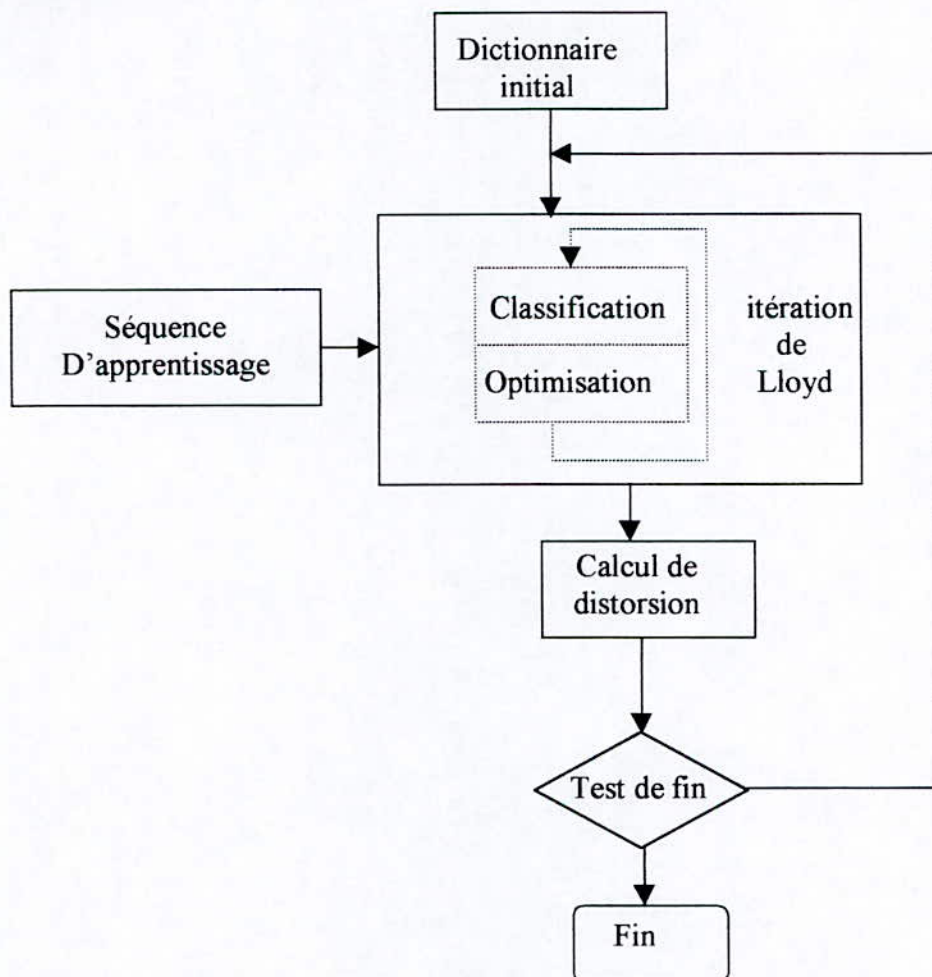 Dictionnaire
initial
Séquence
D'apprentissage
Classification
Optimisation
itération
de
Lloyd
Calcul de
distorsion
Test de fin
Fin